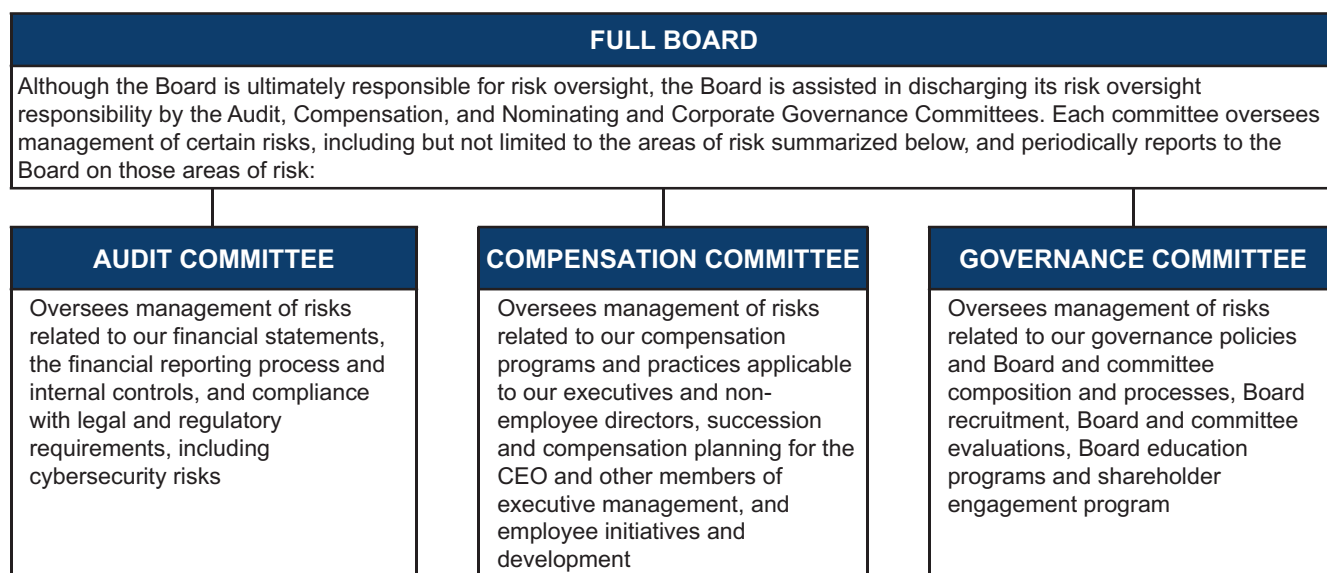 FULL BOARD
Although the Board is ultimately responsible for risk oversight, the Board is assisted in discharging its risk oversight
responsibility by the Audit, Compensation, and Nominating and Corporate Governance Committees. Each committee oversees
management of certain risks, including but not limited to the areas of risk summarized below, and periodically reports to the
Board on those areas of risk:
AUDIT COMMITTEE
Oversees management of risks
related to our financial statements,
the financial reporting process and
internal controls, and compliance
with legal and regulatory
requirements, including
cybersecurity risks
COMPENSATION COMMITTEE
Oversees management of risks
related to our compensation
programs and practices applicable
to our executives and non-
employee directors, succession
and compensation planning for the
CEO and other members of
executive management, and
employee initiatives and
development
GOVERNANCE COMMITTEE
Oversees management of risks
related to our governance policies
and Board and committee
composition and processes, Board
recruitment, Board and committee
evaluations, Board education
programs and shareholder
engagement program